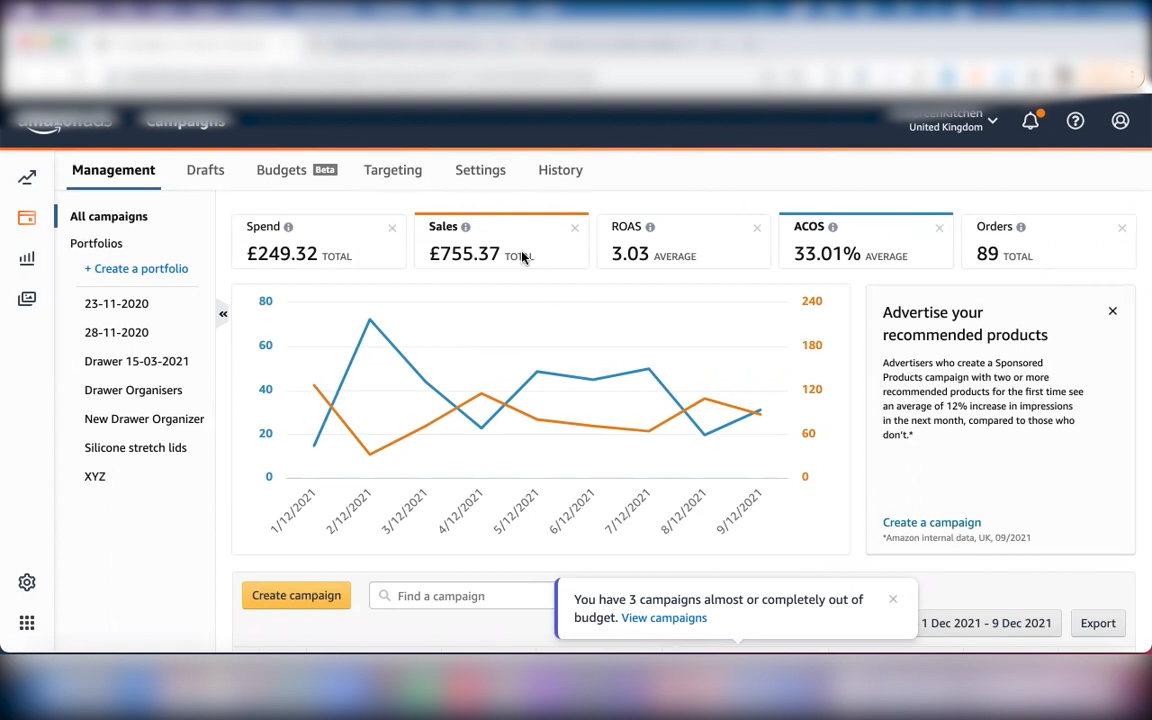 amazonads Campaigns
United Kingdom
Management Drafts Budgets Beta Targeting Settings History
All campaigns
Portfolios
+ Create a portfolio
23-11-2020
28-11-2020
Drawer 15-03-2021
Drawer Organisers
New Drawer Organizer
Silicone stretch lids
XYZ
Spend
£249.32 TOTAL
Sales
£755.37 TOTAL
ROAS
3.03 AVERAGE
ACOS
33.01% AVERAGE
Orders
89 TOTAL
80 240
60 180
40 120
20 60
0 0
1/12/2021 2/12/2021 3/12/2021 4/12/2021 5/12/2021 6/12/2021 7/12/2021 8/12/2021 9/12/2021
Advertise your
recommended products
Advertisers who create a Sponsored
Products campaign with two or more
recommended products for the first time see
an average of 12% increase in impressions
in the next month, compared to those who
don't.*
Create a campaign
*Amazon internal data, UK, 09/2021
Create campaign
Find a campaign
You have 3 campaigns almost or completely out of
budget. View campaigns
1 Dec 2021 - 9 Dec 2021
Export